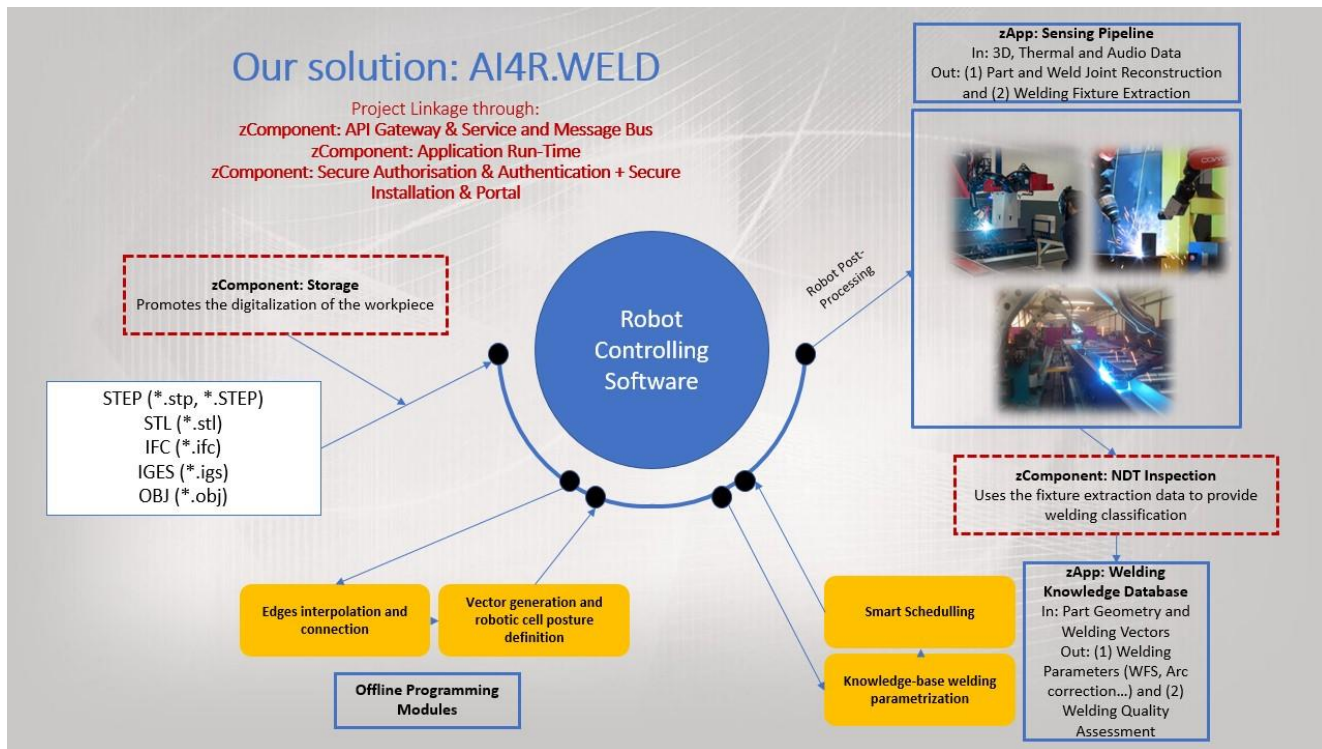 Our solution: AI4R.WELD
Project Linkage through:
zComponent: API Gateway & Service and Message Bus
zComponent: Application Run-Time
zComponent: Secure Authorisation & Authentication + Secure
Installation & Portal
zApp: Sensing Pipeline
In: 3D, Thermal and Audio Data
Out: (1) Part and Weld Joint Reconstruction
and (2) Welding Fixture Extraction
zComponent: Storage
Promotes the digitalization of the workpiece
STEP (*.stp, *.STEP)
STL (*.stl)
IFC (*.ifc)
IGES (*.igs)
OBJ (*.obj)
Robot
Controlling
Software
Robot Post-
Processing
zComponent: NDT Inspection
Uses the fixture extraction data to provide
welding classification
Edges interpolation and
connection
Vector generation and
robotic cell posture
definition
Offline Programming
Modules
Smart Schedulling
Knowledge-base welding
parametrization
zApp: Welding
Knowledge Database
In: Part Geometry and
Welding Vectors
Out: (1) Welding
Parameters (WFS, Arc
correction...) and (2)
Welding Quality
Assessment